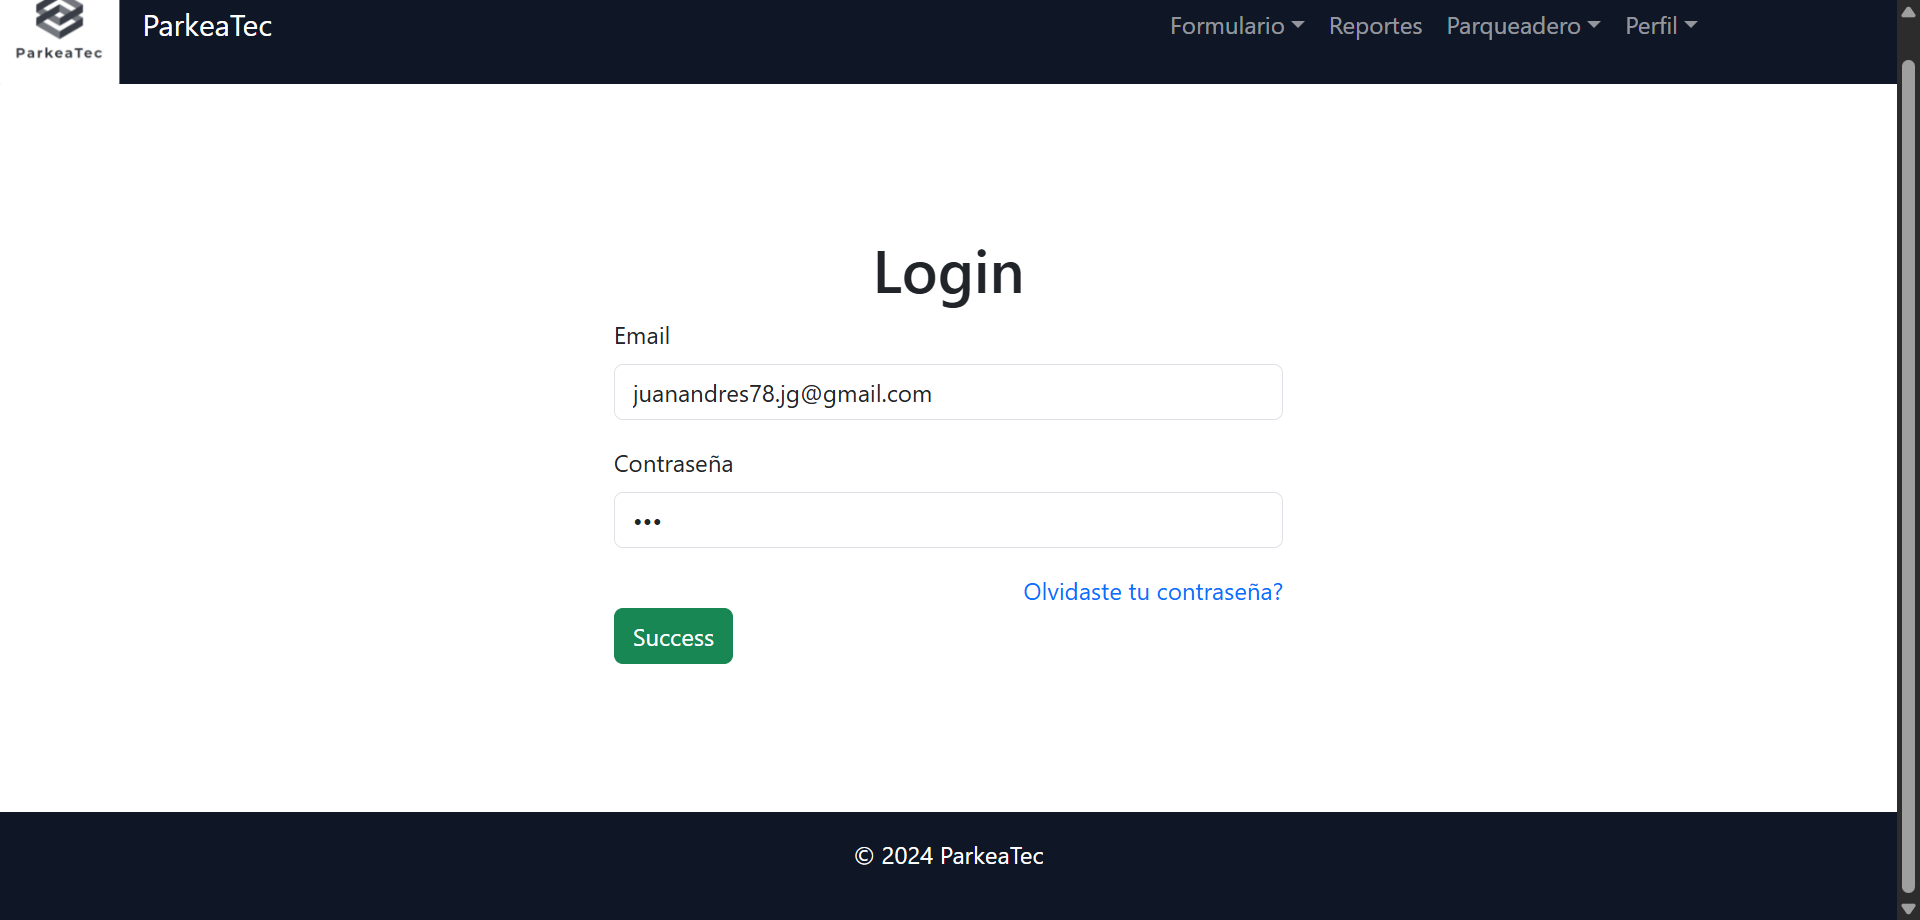 ParkeaTec
ParkeaTec
Formulario Reportes Parqueadero Perfil
Login
Email
juanandres78.jg@gmail.com
Contraseña
•••
Olvidaste tu contraseña?
Success
© 2024 ParkeaTec